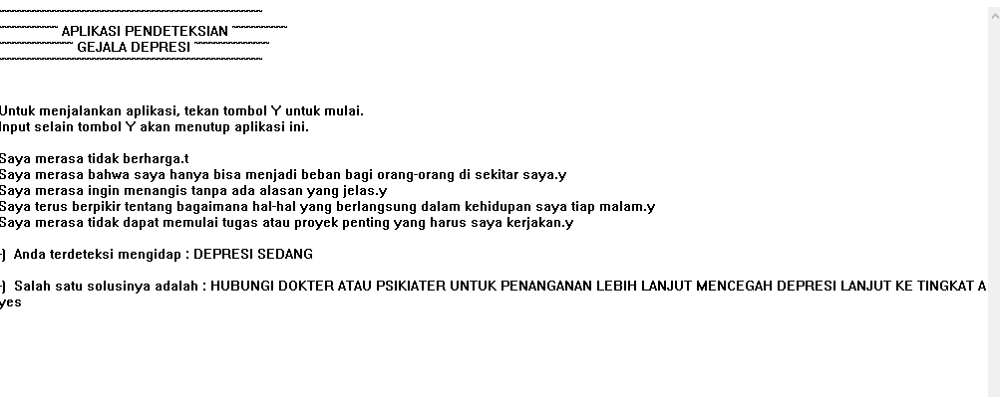 ~~~~~~~~~~~~~~~~~~~~~~~~~~~~~~~~~~~
~~~~~~~~ APLIKASI PENDETEKSIAN ~~~~~~~
~~~~~~~~~~ GEJALA DEPRESI ~~~~~~~~~~
~~~~~~~~~~~~~~~~~~~~~~~~~~~~~~~~~~~
Untuk menjalankan aplikasi, tekan tombol Y untuk mulai.
Input selain tombol Y akan menutup aplikasi ini.
Saya merasa tidak berharga.t
Saya merasa bahwa saya hanya bisa menjadi beban bagi orang-orang di sekitar saya.y
Saya merasa ingin menangis tanpa ada alasan yang jelas.y
Saya terus berpikir tentang bagaimana hal-hal yang berlangsung dalam kehidupan saya tiap malam.y
Saya merasa tidak dapat memulai tugas atau proyek penting yang harus saya kerjakan.y
-) Anda terdeteksi mengidap : DEPRESI SEDANG
-) Salah satu solusinya adalah : HUBUNGI DOKTER ATAU PSIKIATER UNTUK PENANGANAN LEBIH LANJUT MENCEGAH DEPRESI LANJUT KE TINGKAT A
yes